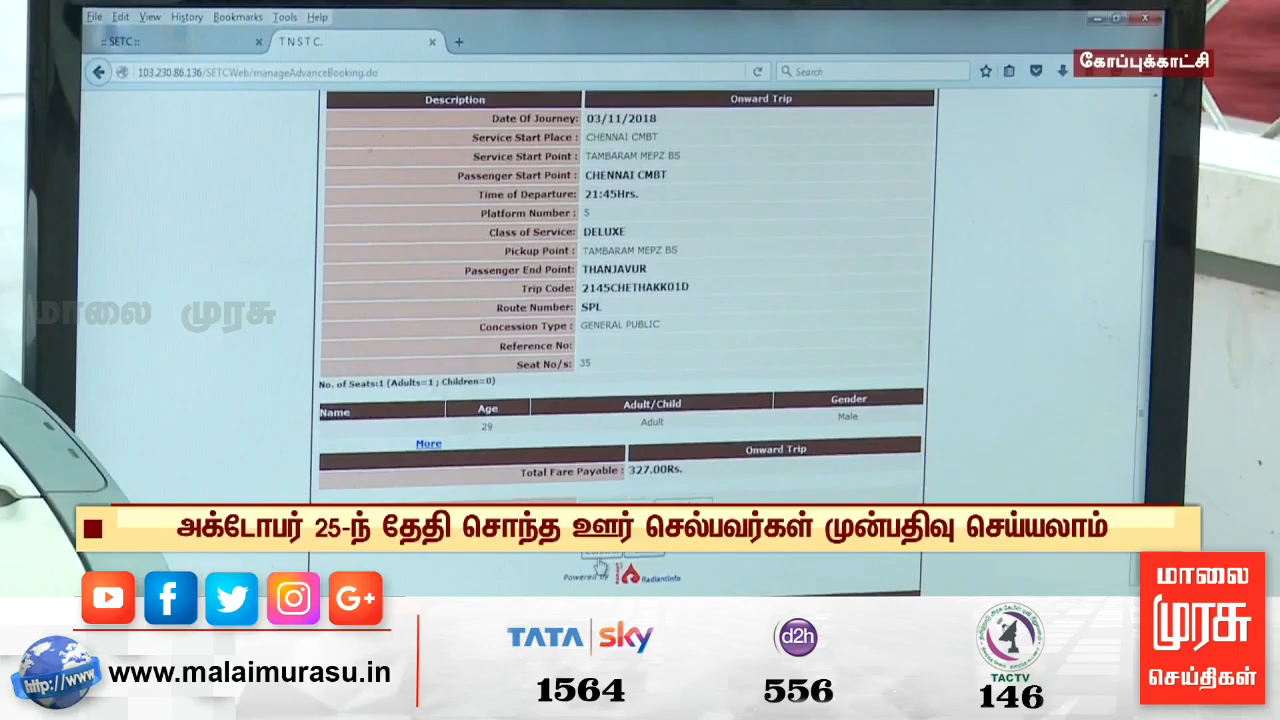 File Edit View History Bookmarks Tools Help
:: SETC ::
T N S T C.
103.230.86.136/SETCWeb/manageAdvanceBooking.do
Search
கோப்புக்காட்சி
Description Onward Trip
Date Of Journey: 03/11/2018
Service Start Place : CHENNAI CMBT
Service Start Point : TAMBARAM MEPZ BS
Passenger Start Point : CHENNAI CMBT
Time of Departure: 21:45Hrs.
Platform Number : 5
Class of Service: DELUXE
Pickup Point : TAMBARAM MEPZ BS
Passenger End Point: THANJAVUR
Trip Code: 2145CHETHAKK01D
Route Number: SPL
Concession Type : GENERAL PUBLIC
Reference No:
Seat No/s: 35
மாலை முரசு
No. of Seats:1 (Adults=1 ; Children=0)
Name Age Adult/Child Gender
29 Adult Male
More
Onward Trip
Total Fare Payable : 327.00Rs.
அக்டோபர் 25-ந் தேதி சொந்த ஊர் செல்பவர்கள் முன்பதிவு செய்யலாம்
Powered By RadiantInfo
மாலை
முரசு
செய்திகள்
G+
TATA sky
d2h
TACTV
http://www
www.malaimurasu.in
1564
556
146